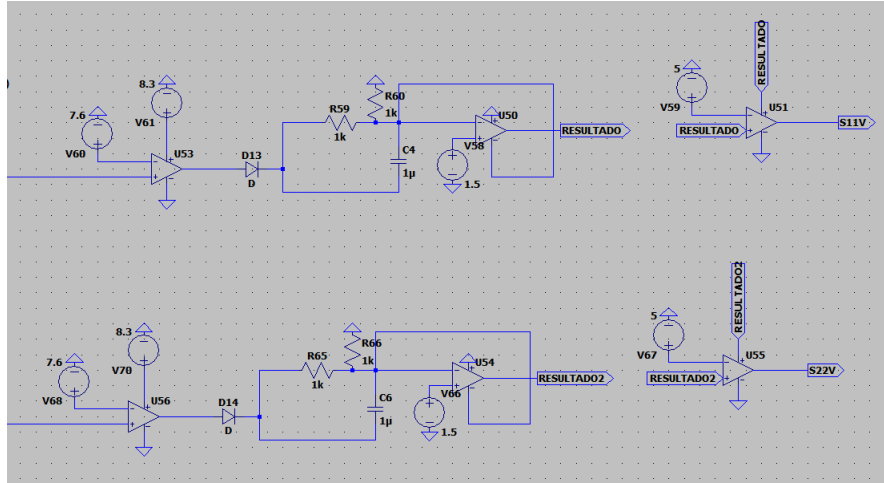 8.3
7.6
V61
V60
U53
D13
D
R59
1k
R60
1k
C4
1µ
U50
V58
1.5
RESULTADO
5
V59
RESULTADO
RESULTADO
U51
S11V
8.3
7.6
V70
V68
U56
D14
D
R65
1k
R66
1k
C6
1µ
U54
V66
1.5
RESULTADO2
5
V67
RESULTADO2
RESULTADO2
U55
S22V